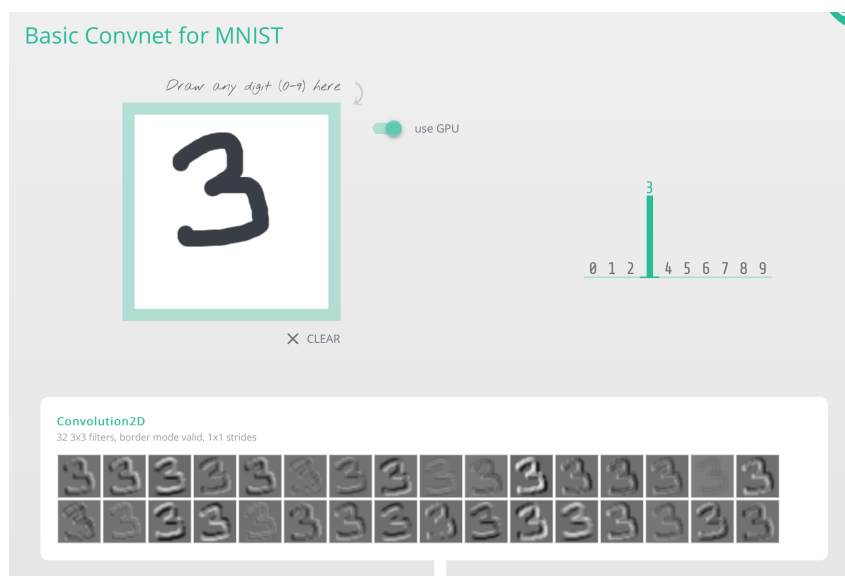 Basic Convnet for MNIST
Draw any digit (0-9) here
use GPU
3
3
0 1 2 4 5 6 7 8 9
CLEAR
Convolution2D
32 3x3 filters, border mode valid, 1x1 strides